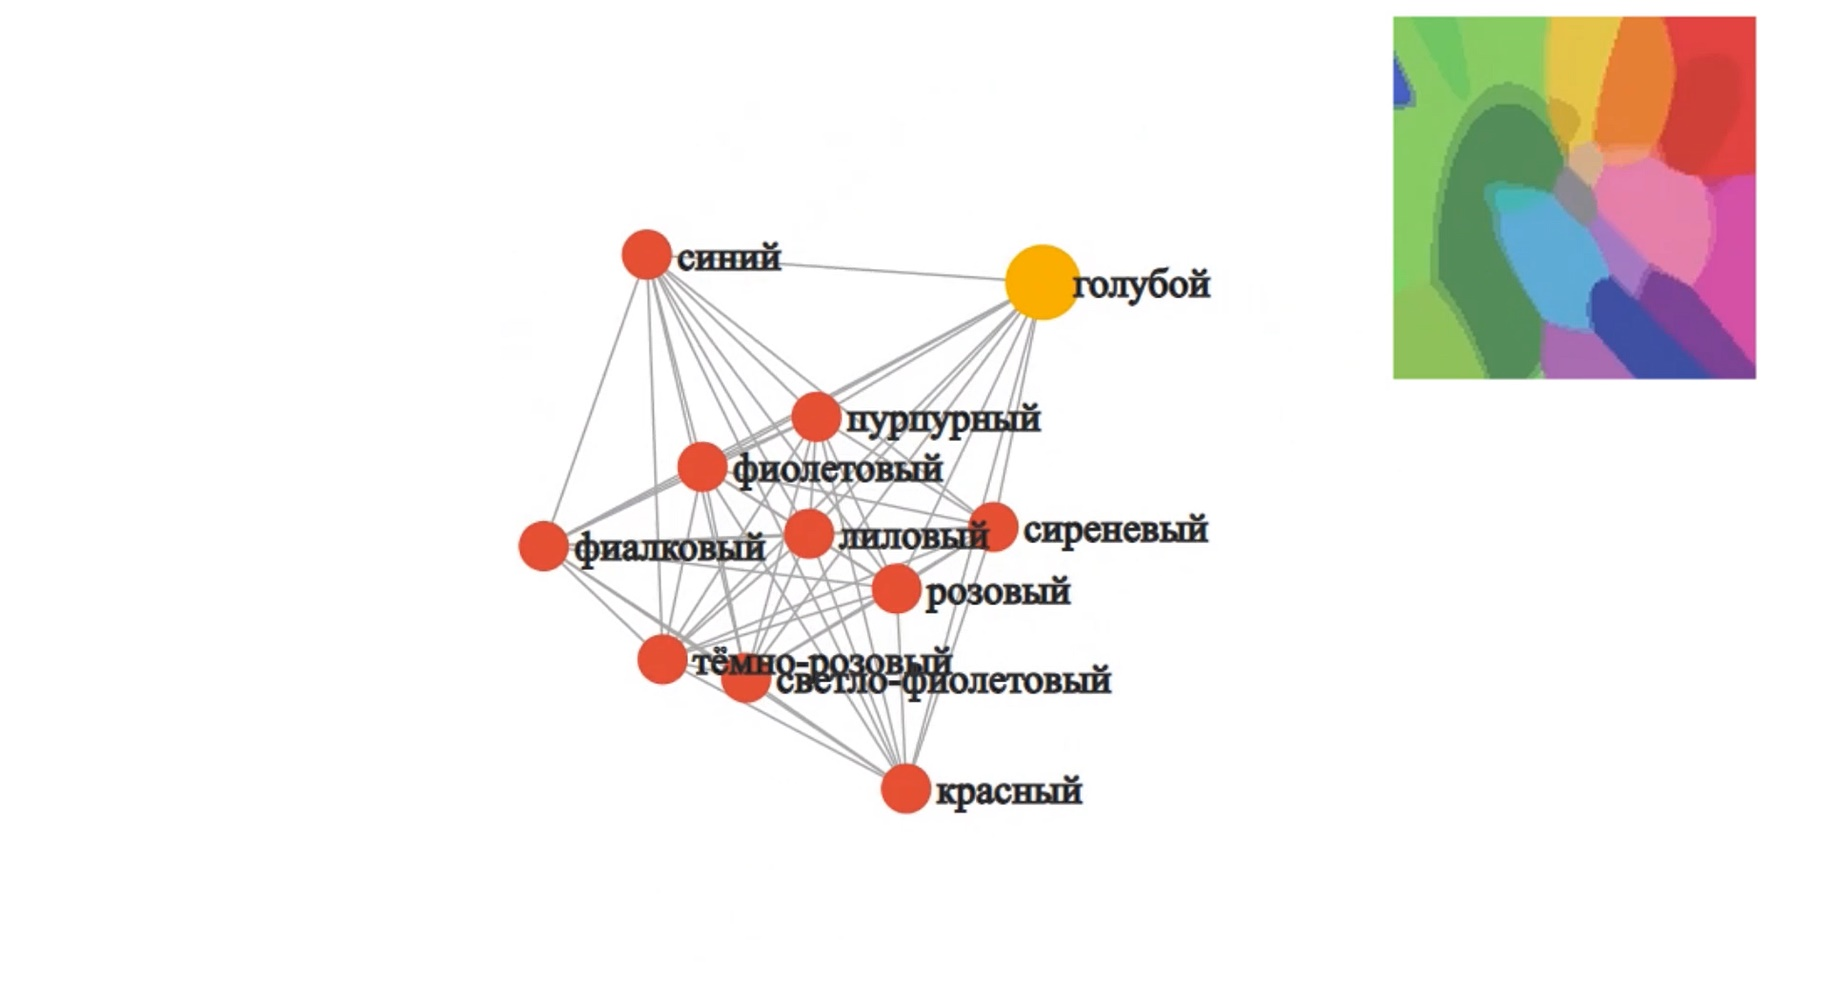 синий
голубой
пурпурный
фиолетовый
сиреневый
лиловый
фиалковый
розовый
тёмно-розовый
светло-фиолетовый
красный